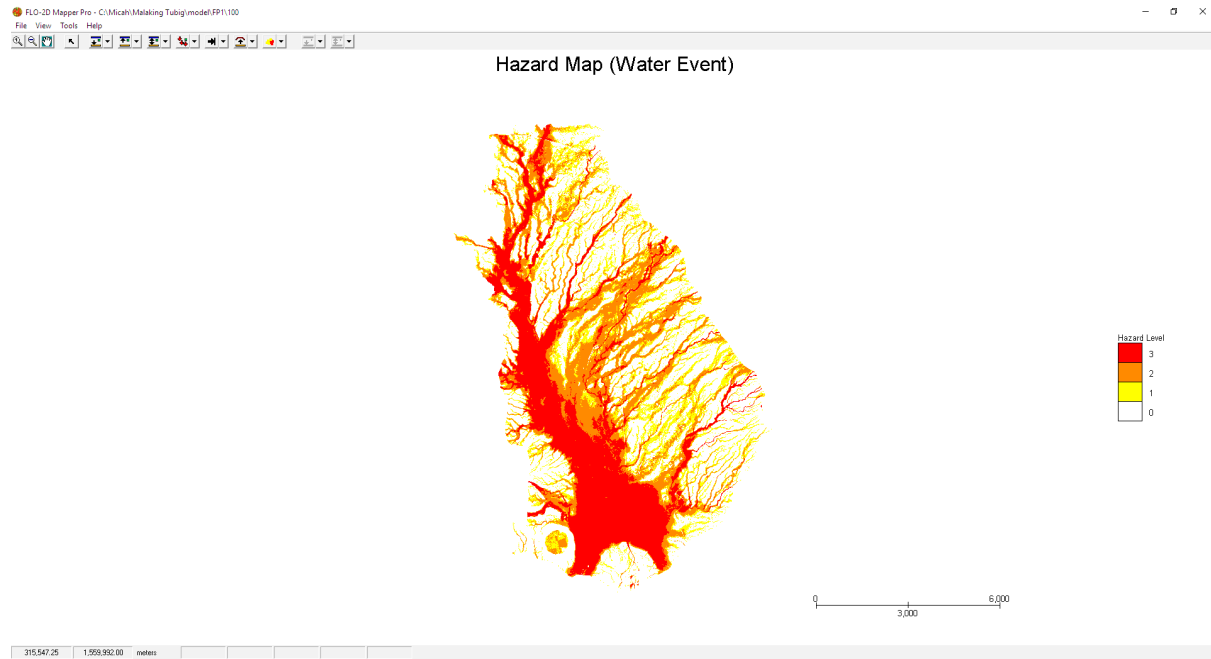 FLO-2D Mapper Pro - C:\Micah\Malaking Tubig\model\FP1\100
File View Tools Help
Hazard Map (Water Event)
Hazard Level
3
2
1
0
0 6,000
3,000
315,547.25 1,559,992.00 meters